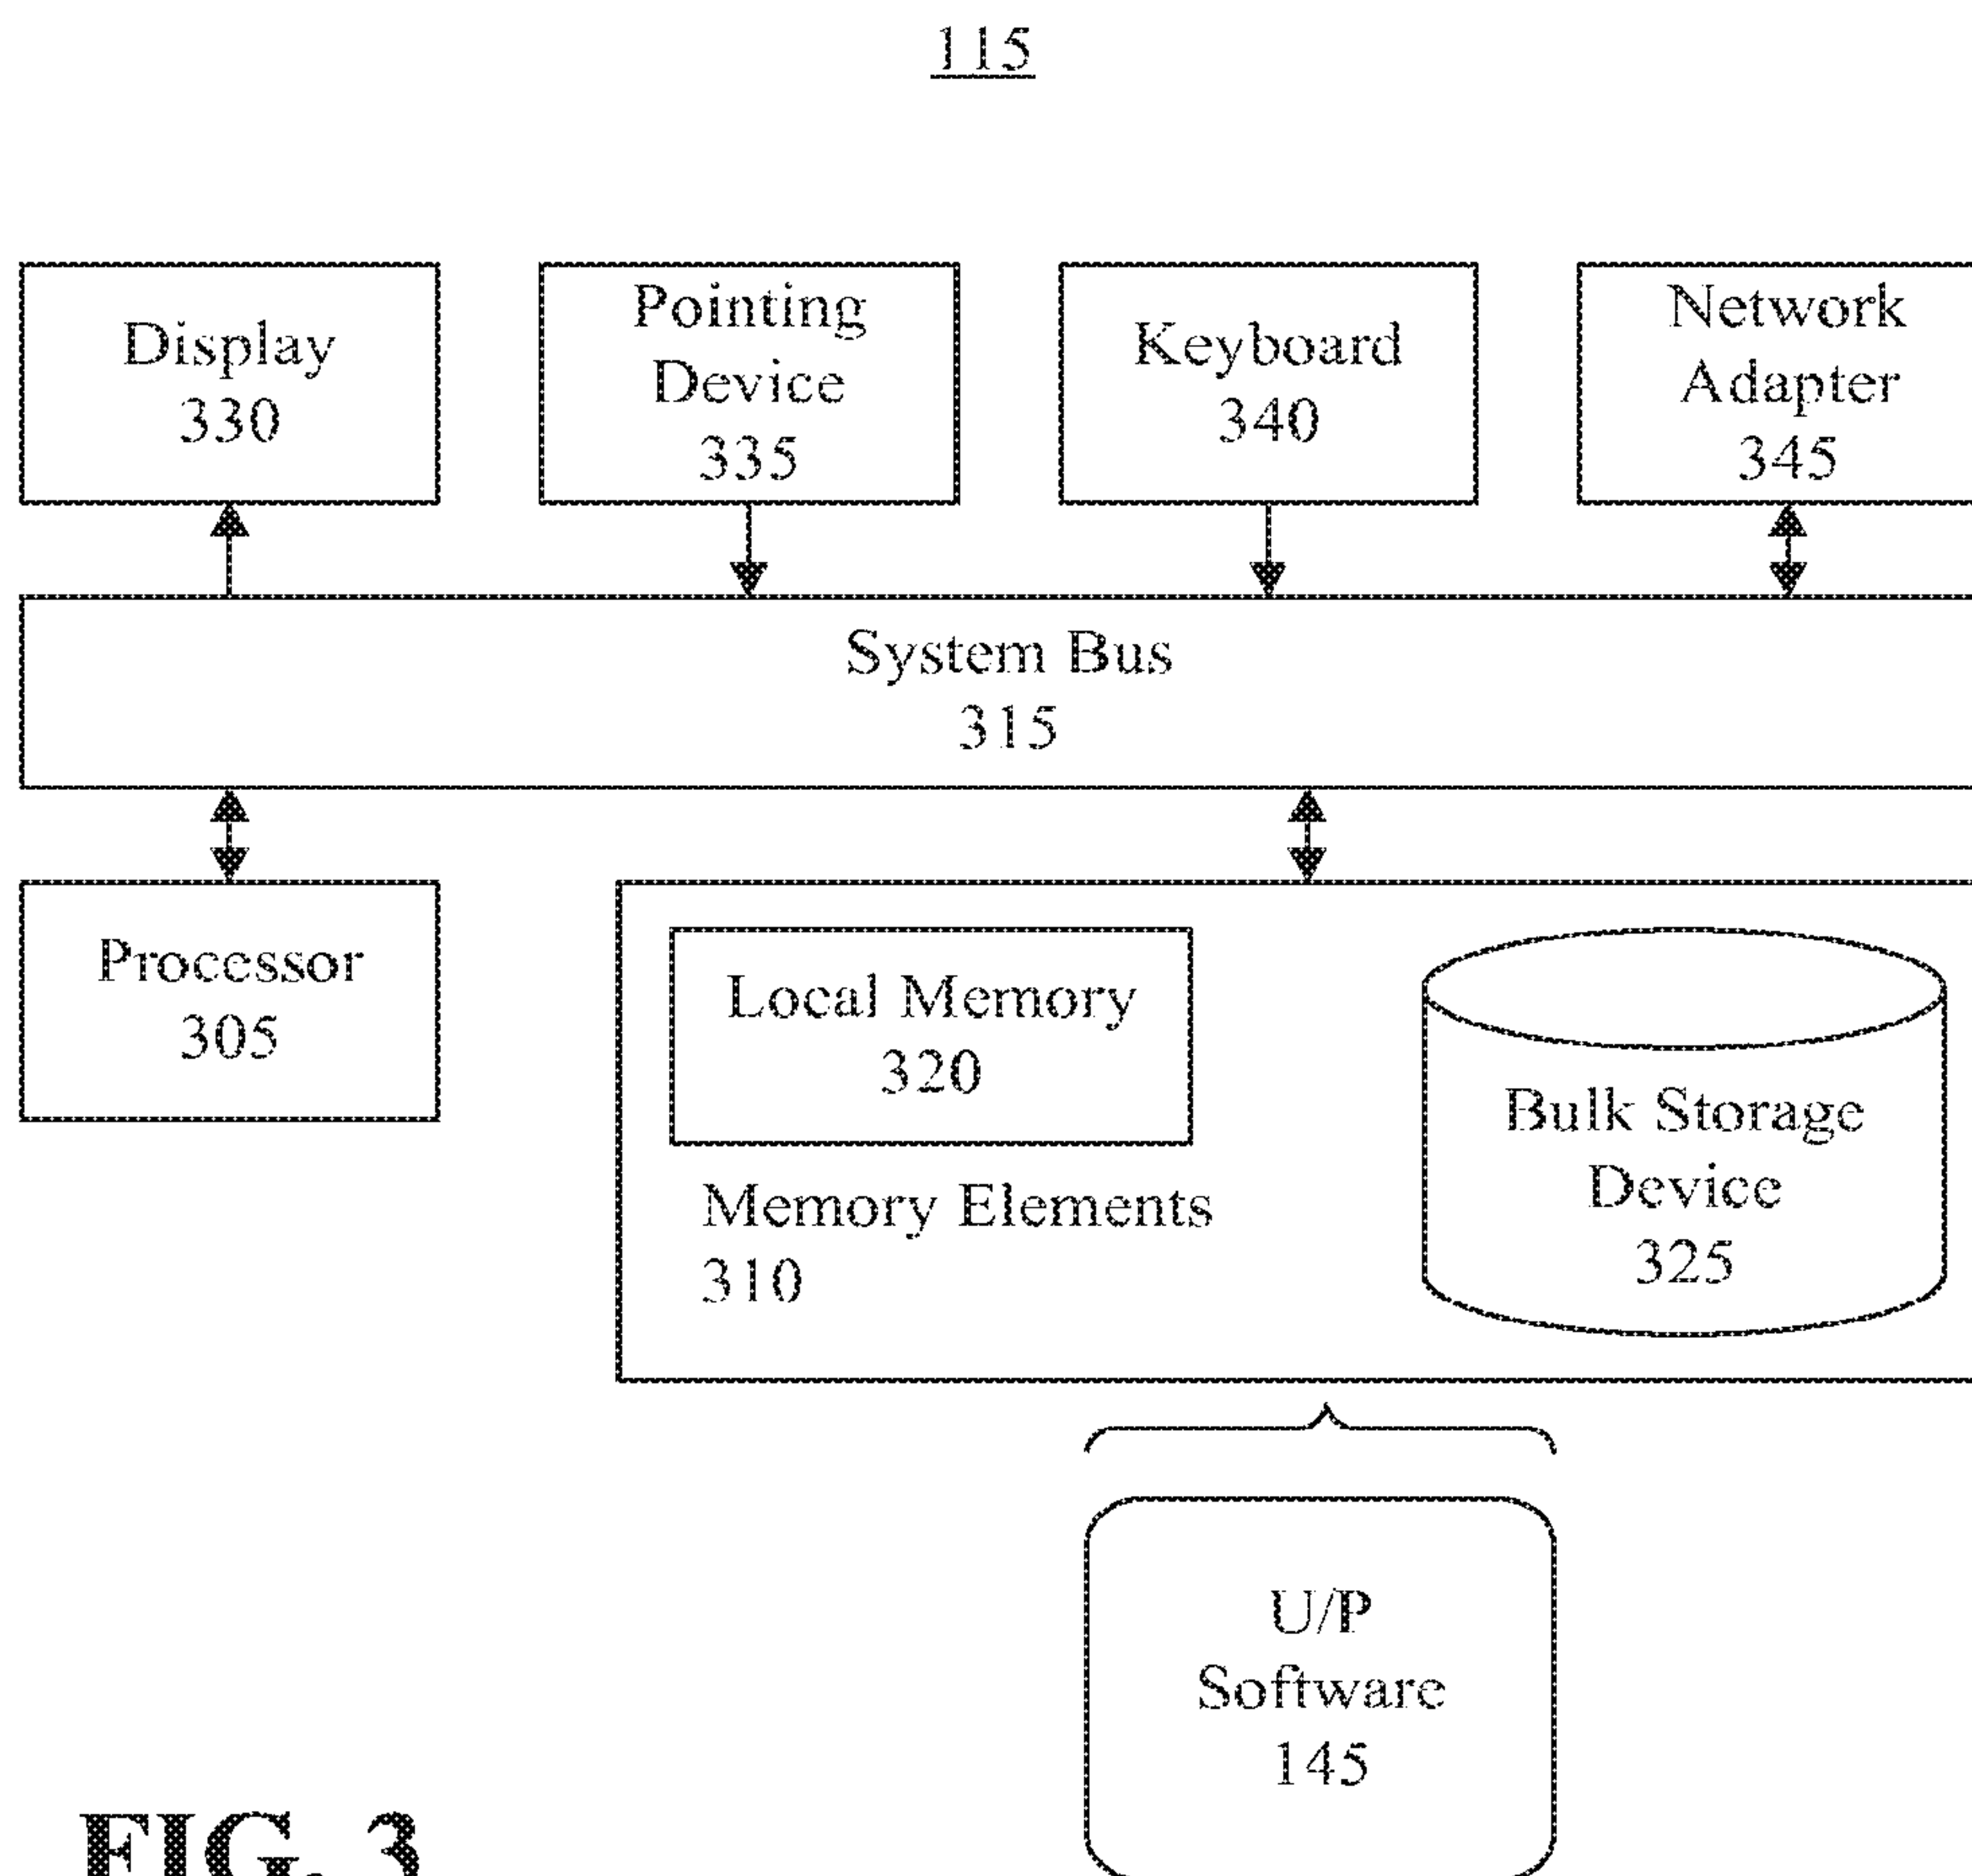 115
Display
330
Pointing
Device
335
Keyboard
340
Network
Adapter
345
System Bus
315
Processor
305
Local Memory
320
Memory Elements
310
Bulk Storage
Device
325
U/P
Software
145
FIG. 3